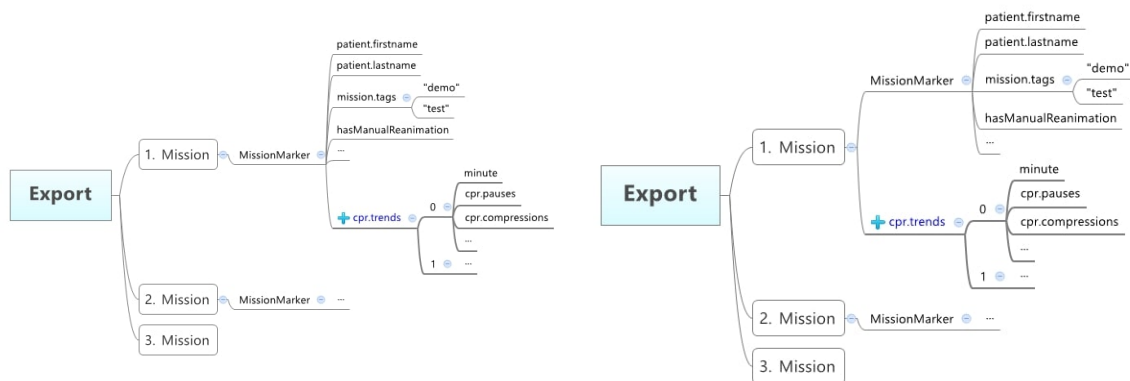 patient.firstname
patient.lastname
mission.tags
"demo"
"test"
hasManualReanimation
...
1. Mission
MissionMarker
Export
cpr.trends
0
minute
cpr.pauses
cpr.compressions
...
1
...
2. Mission
MissionMarker
...
3. Mission
patient.firstname
patient.lastname
MissionMarker
mission.tags
"demo"
"test"
hasManualReanimation
...
1. Mission
Export
cpr.trends
0
minute
cpr.pauses
cpr.compressions
...
1
...
2. Mission
MissionMarker
...
3. Mission